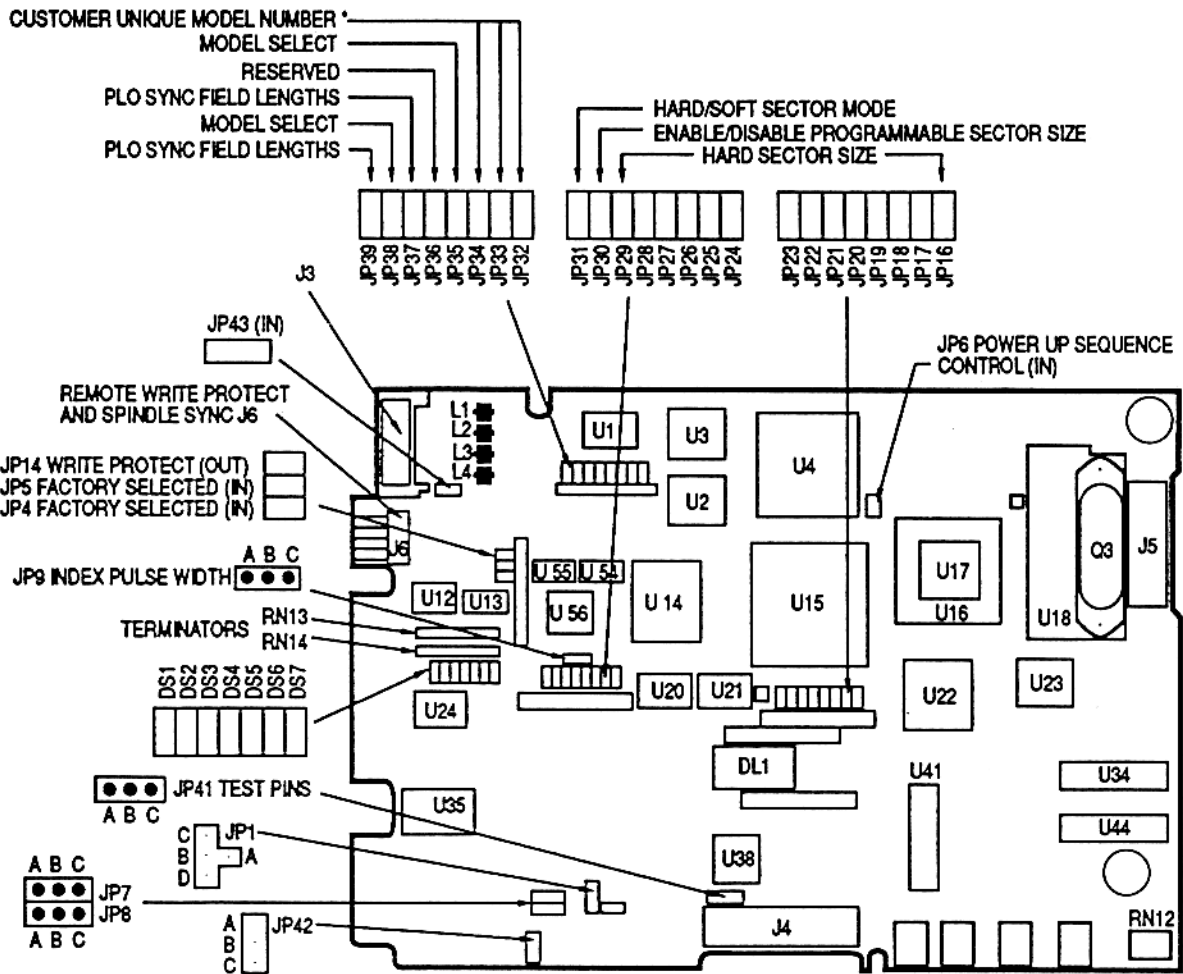 CUSTOMER UNIQUE MODEL NUMBER *
MODEL SELECT
RESERVED
PLO SYNC FIELD LENGTHS
MODEL SELECT
PLO SYNC FIELD LENGTHS
HARD/SOFT SECTOR MODE
ENABLE/DISABLE PROGRAMMABLE SECTOR SIZE
HARD SECTOR SIZE
JP39
JP38
JP37
JP36
JP35
JP34
JP33
JP32
JP31
JP30
JP29
JP28
JP27
JP26
JP25
JP24
JP23
JP22
JP21
JP20
JP19
JP18
JP17
JP16
J3
JP43 (IN)
JP6 POWER UP SEQUENCE
CONTROL (IN)
REMOTE WRITE PROTECT
AND SPINDLE SYNC J6
L1
L2
L3
L4
U1
U3
U4
U2
JP14 WRITE PROTECT (OUT)
JP5 FACTORY SELECTED (IN)
JP4 FACTORY SELECTED (IN)
J6
Q3
J5
A B C
JP9 INDEX PULSE WIDTH
U 55
U 54
U12
U13
U 56
U 14
U15
U17
U16
U18
TERMINATORS
RN13
RN14
DS1
DS2
DS3
DS4
DS5
DS6
DS7
U24
U20
U21
U22
U23
DL1
U41
U34
JP41 TEST PINS
A B C
U35
U44
C
B
D
A
JP1
U38
A B C
JP7
JP8
A B C
A
B
C
JP42
J4
RN12